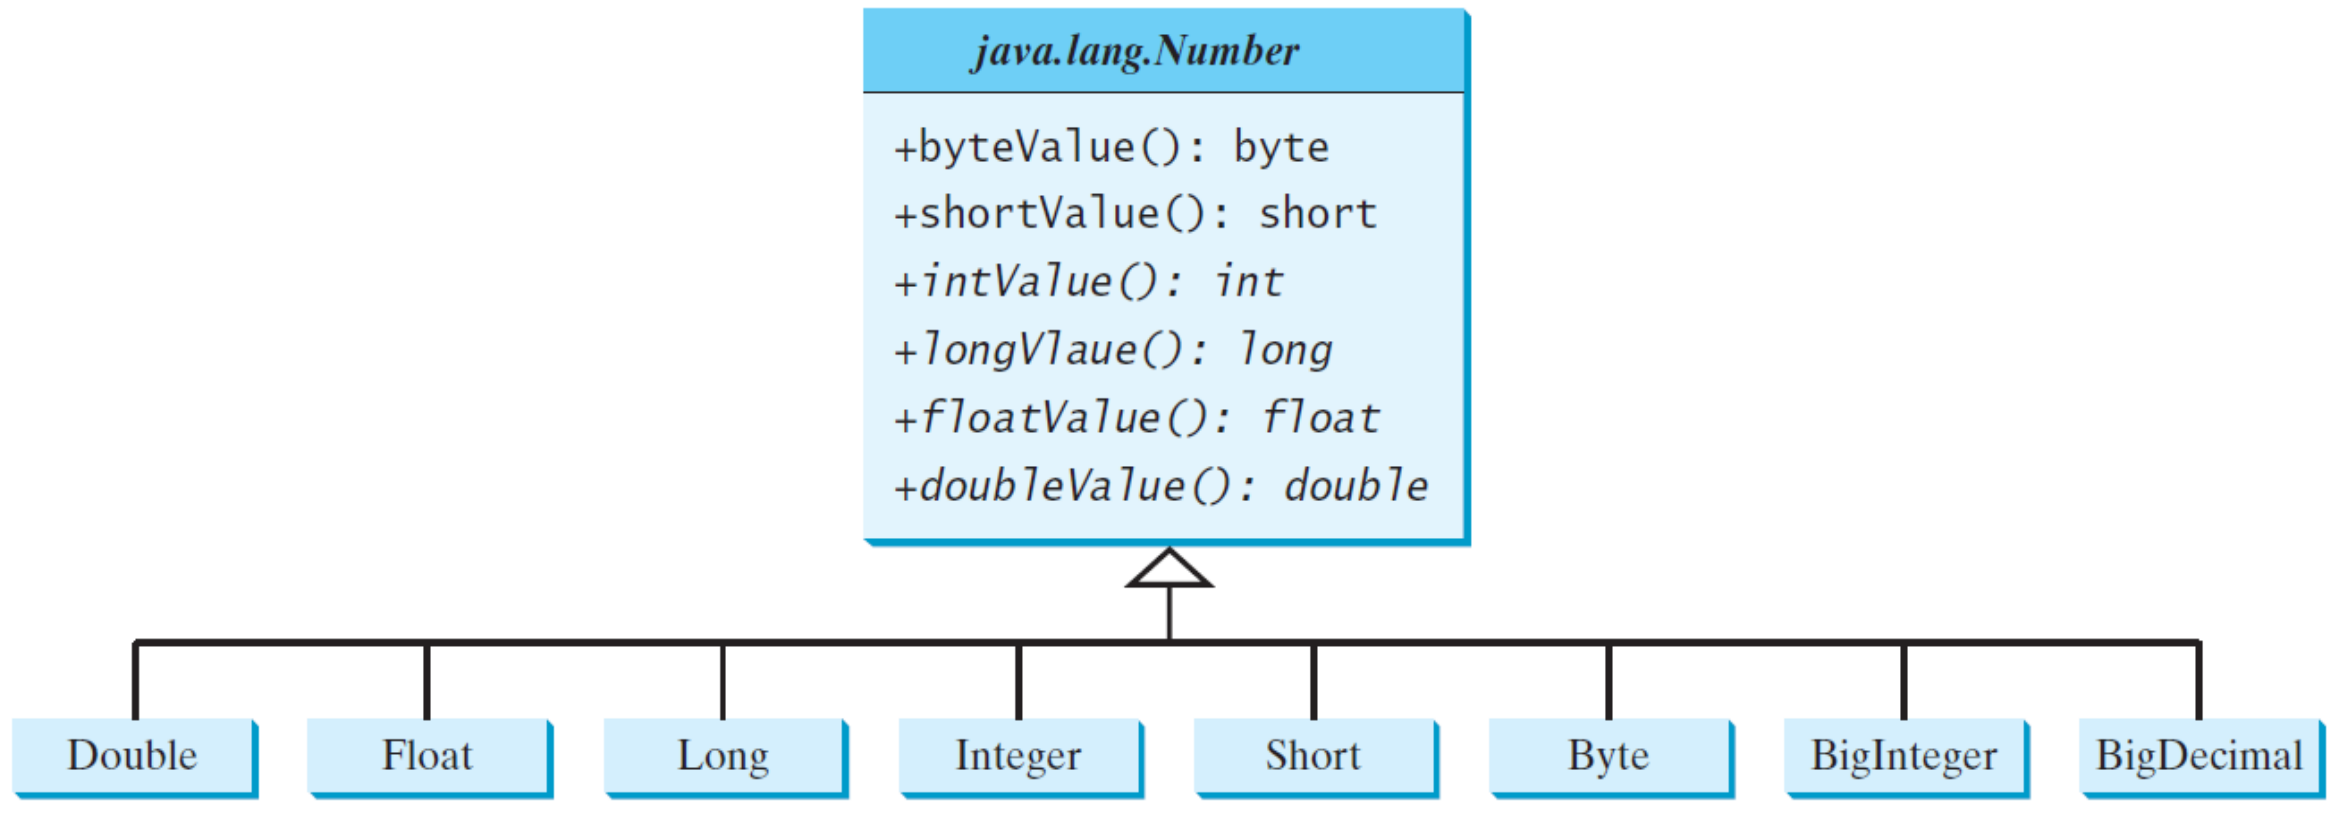 java.lang.Number
+byteValue(): byte
+shortValue(): short
+intValue(): int
+longVlaue(): long
+floatValue(): float
+doubleValue(): double
Double Float Long Integer Short Byte BigInteger BigDecimal